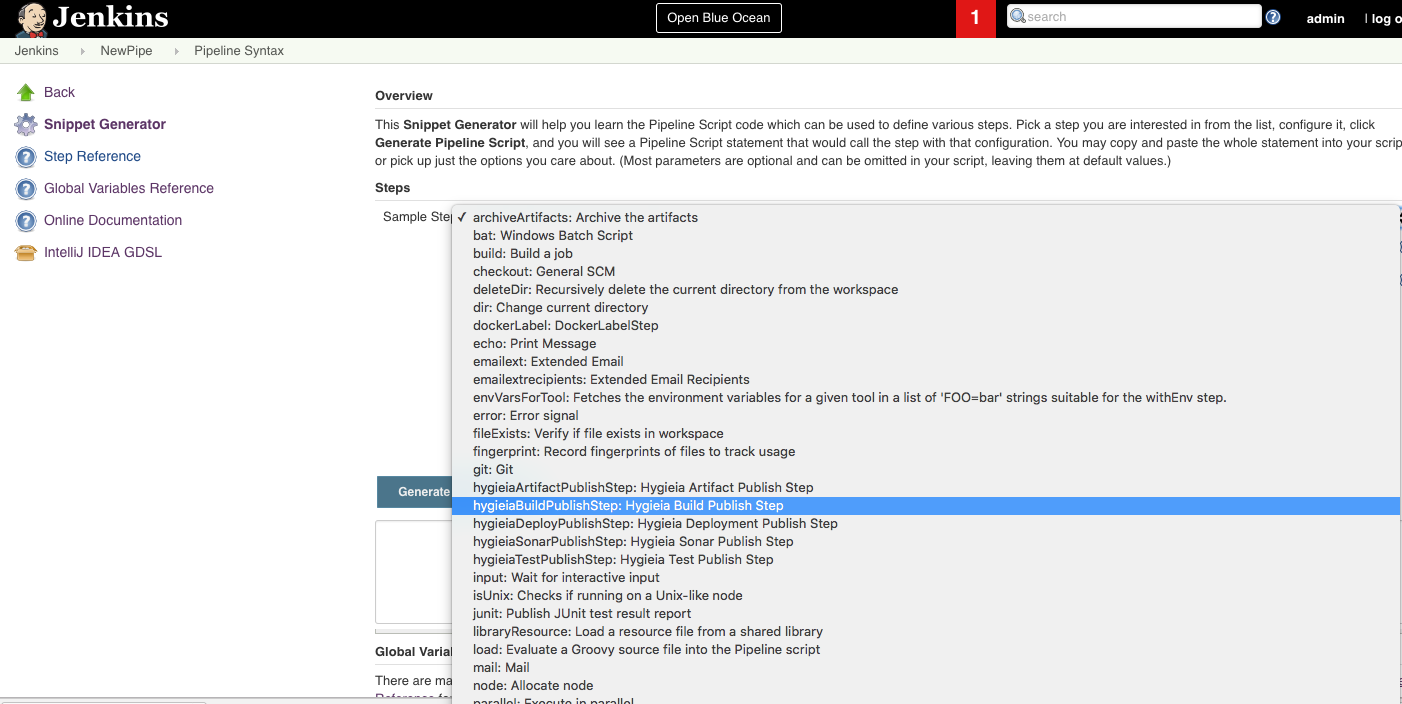 Jenkins
Open Blue Ocean
1
search
admin
| log o
Jenkins
NewPipe
Pipeline Syntax
Back
Snippet Generator
Step Reference
Global Variables Reference
Online Documentation
IntelliJ IDEA GDSL
Overview
This Snippet Generator will help you learn the Pipeline Script code which can be used to define various steps. Pick a step you are interested in from the list, configure it, click
Generate Pipeline Script, and you will see a Pipeline Script statement that would call the step with that configuration. You may copy and paste the whole statement into your scrip
or pick up just the options you care about. (Most parameters are optional and can be omitted in your script, leaving them at default values.)
Steps
Sample Step
✓ archiveArtifacts: Archive the artifacts
bat: Windows Batch Script
build: Build a job
checkout: General SCM
deleteDir: Recursively delete the current directory from the workspace
dir: Change current directory
dockerLabel: DockerLabelStep
echo: Print Message
emailext: Extended Email
emailextrecipients: Extended Email Recipients
envVarsForTool: Fetches the environment variables for a given tool in a list of 'FOO=bar' strings suitable for the withEnv step.
error: Error signal
fileExists: Verify if file exists in workspace
fingerprint: Record fingerprints of files to track usage
git: Git
hygieiaArtifactPublishStep: Hygieia Artifact Publish Step
Generate
hygieiaBuildPublishStep: Hygieia Build Publish Step
hygieiaDeployPublishStep: Hygieia Deployment Publish Step
hygieiaSonarPublishStep: Hygieia Sonar Publish Step
hygieiaTestPublishStep: Hygieia Test Publish Step
input: Wait for interactive input
isUnix: Checks if running on a Unix-like node
junit: Publish JUnit test result report
libraryResource: Load a resource file from a shared library
load: Evaluate a Groovy source file into the Pipeline script
mail: Mail
node: Allocate node
parallel: Execute in parallel
Global Varia
There are ma